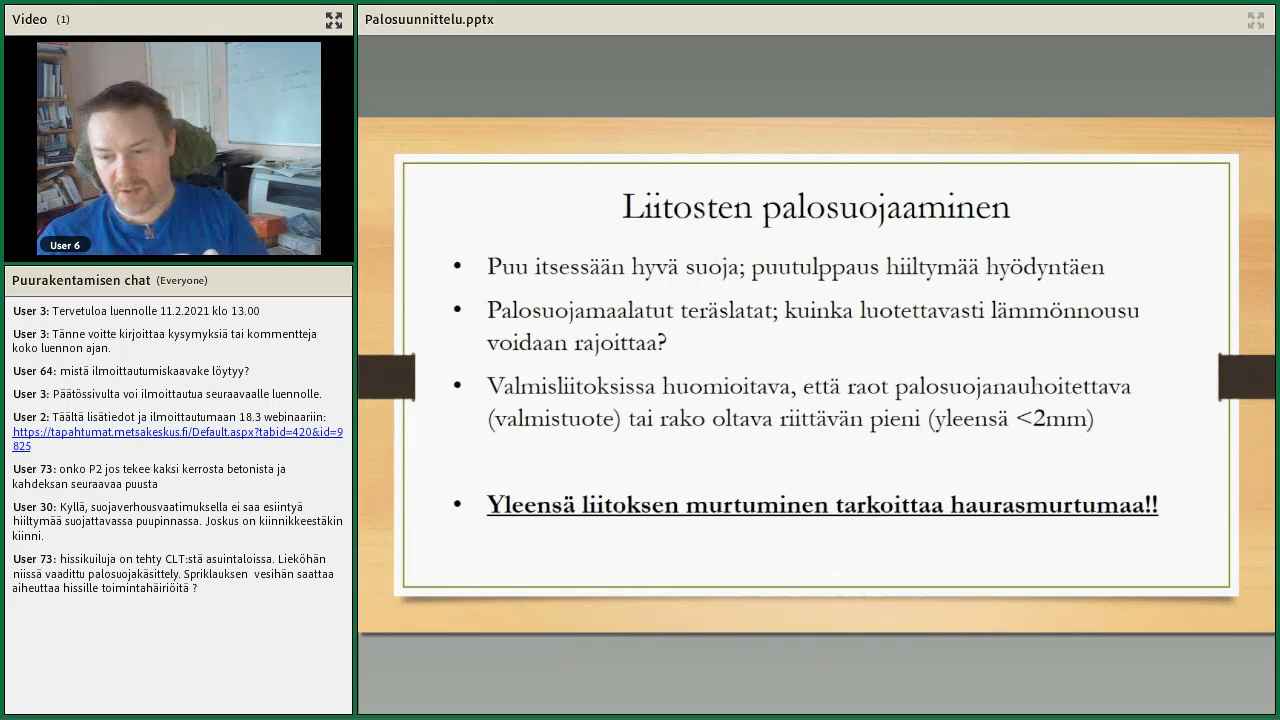 Video (1)
User 6
Puurakentamisen chat (Everyone)
User 3: Tervetuloa luennolle 11.2.2021 klo 13.00
User 3: Tänne voitte kirjoittaa kysymyksiä tai kommentteja
koko luennon ajan.
User 64: mistä ilmoittautumiskaavake löytyy?
User 3: Päätössivulta voi ilmoittautua seuraavaalle luennolle.
User 2: Täältä lisätiedot ja ilmoittautumaan 18.3 webinaariin:
https://tapahtumat.metsakeskus.fi/Default.aspx?tabid=420&id=9
825
User 73: onko P2 jos tekee kaksi kerrosta betonista ja
kahdeksan seuraavaa puusta
User 30: Kyllä, suojaverhousvaatimuksella ei saa esiintyä
hiiltymää suojattavassa puupinnassa. Joskus on kiinnikkeestäkin
kiinni.
User 73: hissikuiluja on tehty CLT:stä asuintaloissa. Lieköhän
niissä vaadittu palosuojakäsittely. Spriklauksen vesihän saattaa
aiheuttaa hissille toimintahäiriöitä ?
Palosuunnittelu.pptx
Liitosten palosuojaaminen
• Puu itsessään hyvä suoja; puutulppaus hiiltymää hyödyntäen
• Palosuojamaalatut teräslatat; kuinka luotettavasti lämmönnousu
voidaan rajoittaa?
• Valmisliitoksissa huomioitava, että raot palosuojanauhoitettava
(valmistuote) tai rako oltava riittävän pieni (yleensä <2mm)
• Yleensä liitoksen murtuminen tarkoittaa haurasmurtumaa!!